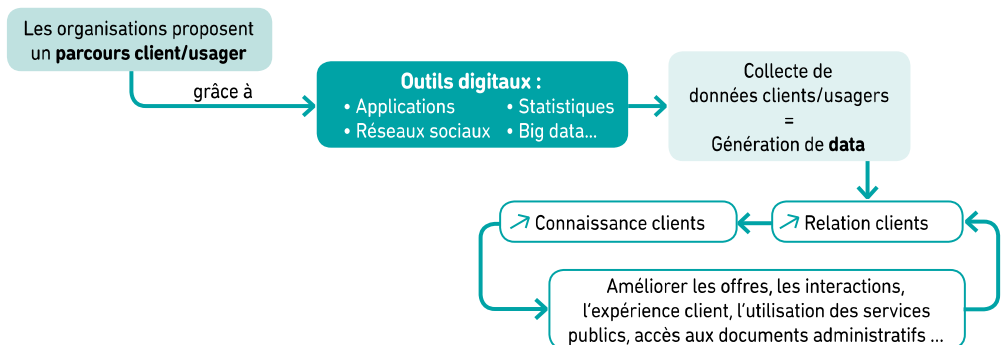 Les organisations proposent
un parcours client/usager
grâce à
Outils digitaux :
• Applications • Statistiques
• Réseaux sociaux • Big data...
Collecte de
données clients/usagers
=
Génération de data
↗ Connaissance clients
↗ Relation clients
Améliorer les offres, les interactions,
l'expérience client, l'utilisation des services
publics, accès aux documents administratifs ...